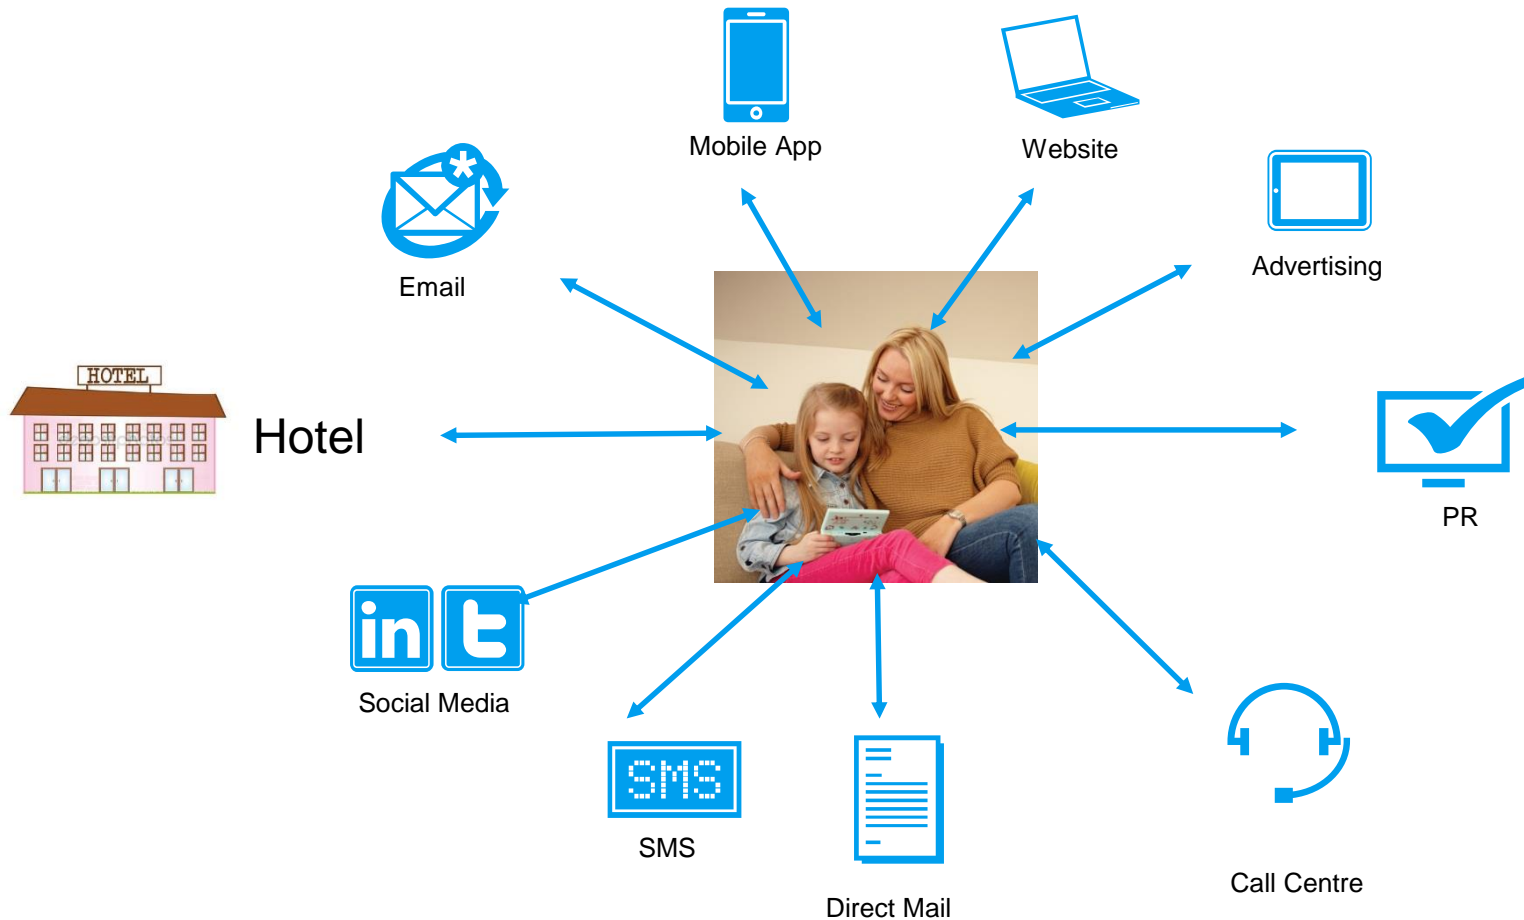 Mobile App
Website
Email
Advertising
HOTEL
Hotel
PR
in t
Social Media
SMS
SMS
Direct Mail
Call Centre